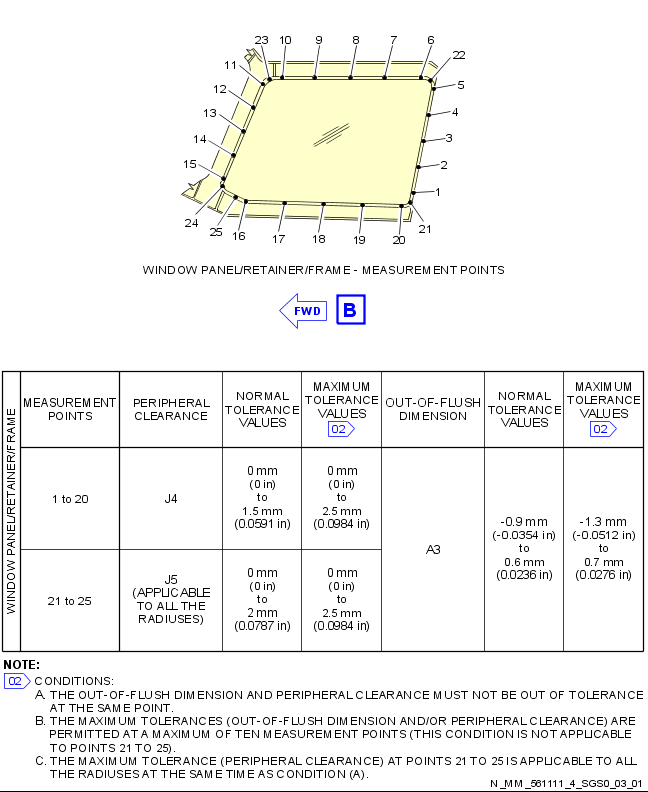 23 10 9 8 7 6
22
11
5
12
4
13
3
14
2
15
1
24
25 16 17 18 19 20 21
WINDOW PANEL/RETAINER/FRAME - MEASUREMENT POINTS
FWD B
WINDOW PANEL/RETAINER/FRAME
MEASUREMENT POINTS
PERIPHERAL CLEARANCE
NORMAL TOLERANCE VALUES
MAXIMUM TOLERANCE VALUES 02
OUT-OF-FLUSH DIMENSION
NORMAL TOLERANCE VALUES
MAXIMUM TOLERANCE VALUES 02
1 to 20
J4
0 mm
(0 in)
to
1.5 mm
(0.0591 in)
0 mm
(0 in)
to
2.5 mm
(0.0984 in)
A3
-0.9 mm
(-0.0354 in)
to
0.6 mm
(0.0236 in)
-1.3 mm
(-0.0512 in)
to
0.7 mm
(0.0276 in)
21 to 25
J5
(APPLICABLE
TO ALL THE
RADIUSES)
0 mm
(0 in)
to
2 mm
(0.0787 in)
0 mm
(0 in)
to
2.5 mm
(0.0984 in)
NOTE:
02 CONDITIONS:
A. THE OUT-OF-FLUSH DIMENSION AND PERIPHERAL CLEARANCE MUST NOT BE OUT OF TOLERANCE
AT THE SAME POINT.
B. THE MAXIMUM TOLERANCES (OUT-OF-FLUSH DIMENSION AND/OR PERIPHERAL CLEARANCE) ARE
PERMITTED AT A MAXIMUM OF TEN MEASUREMENT POINTS (THIS CONDITION IS NOT APPLICABLE
TO POINTS 21 TO 25).
C. THE MAXIMUM TOLERANCE (PERIPHERAL CLEARANCE) AT POINTS 21 TO 25 IS APPLICABLE TO ALL
THE RADIUSES AT THE SAME TIME AS CONDITION (A).
N_MM_561111_4_SGS0_03_01